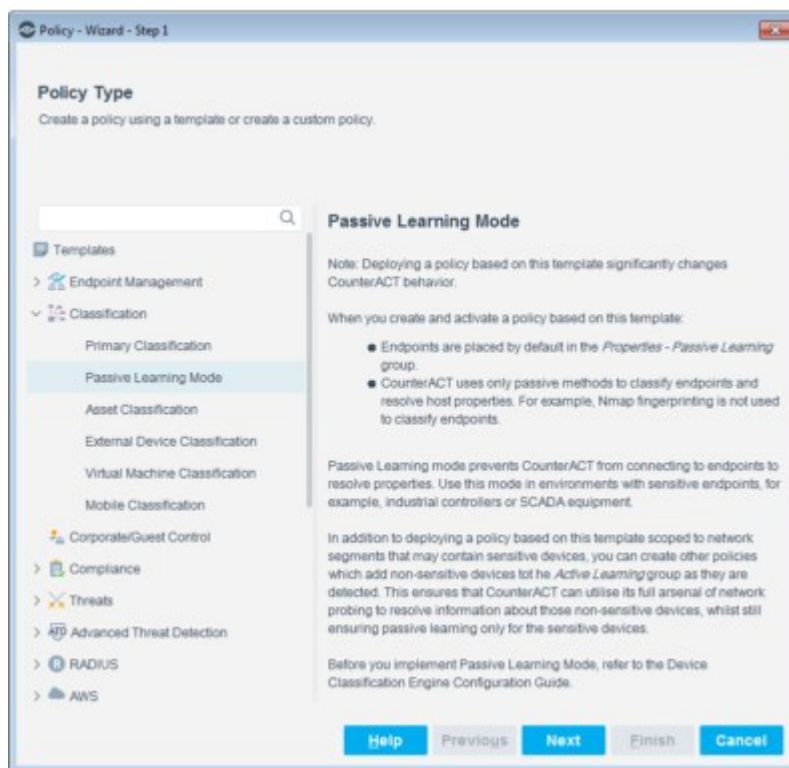 Policy - Wizard - Step 1
Policy Type
Create a policy using a template or create a custom policy.
Templates
Endpoint Management
Classification
Primary Classification
Passive Learning Mode
Asset Classification
External Device Classification
Virtual Machine Classification
Mobile Classification
Corporate/Guest Control
Compliance
Threats
ATD Advanced Threat Detection
RADIUS
AWS
Passive Learning Mode
Note: Deploying a policy based on this template significantly changes
CounterACT behavior.
When you create and activate a policy based on this template:
● Endpoints are placed by default in the Properties - Passive Learning
group.
● CounterACT uses only passive methods to classify endpoints and
resolve host properties. For example, Nmap fingerprinting is not used
to classify endpoints.
Passive Learning mode prevents CounterACT from connecting to endpoints to
resolve properties. Use this mode in environments with sensitive endpoints, for
example, industrial controllers or SCADA equipment.
In addition to deploying a policy based on this template scoped to network
segments that may contain sensitive devices, you can create other policies
which add non-sensitive devices tot he Active Learning group as they are
detected. This ensures that CounterACT can utilise its full arsenal of network
probing to resolve information about those non-sensitive devices, whilst still
ensuring passive learning only for the sensitive devices.
Before you implement Passive Learning Mode, refer to the Device
Classification Engine Configuration Guide.
Help Previous Next Finish Cancel